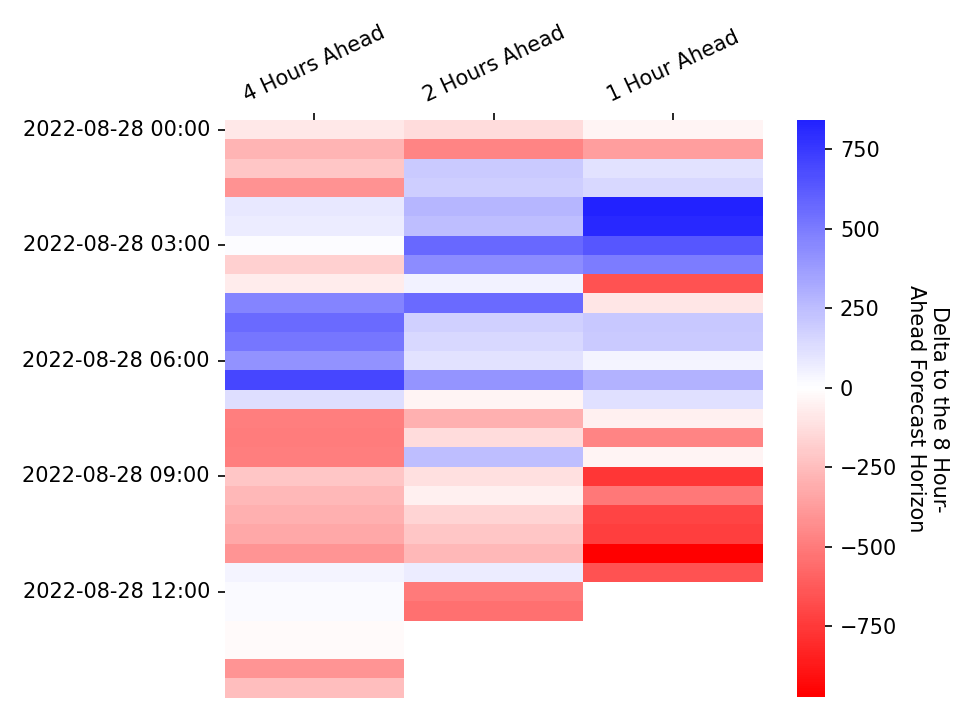 4 Hours Ahead
2 Hours Ahead
1 Hour Ahead
2022-08-28 00:00
2022-08-28 03:00
2022-08-28 06:00
2022-08-28 09:00
2022-08-28 12:00
750
500
250
0
−250
−500
−750
Delta to the 8 Hour-
Ahead Forecast Horizon